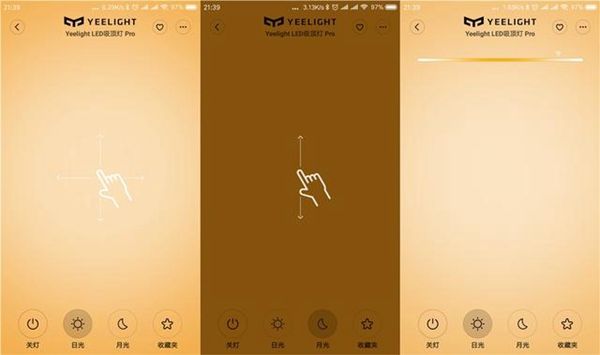 21:39
... 6.29K/s 97%
YEELIGHT
Yeelight LED吸顶灯 Pro
关灯
日光
月光
收藏夹
21:39
... 3.13K/s 97%
YEELIGHT
Yeelight LED吸顶灯 Pro
关灯
日光
月光
收藏夹
21:39
... 1.63K/s 97%
YEELIGHT
Yeelight LED吸顶灯 Pro
关灯
日光
月光
收藏夹